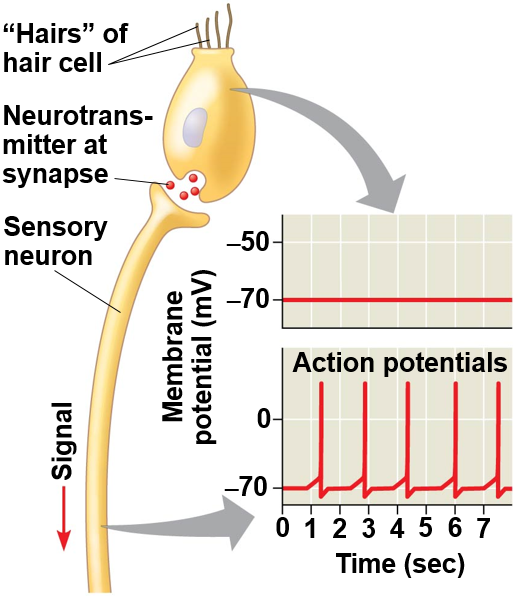 “Hairs” of
hair cell
Neurotrans-
mitter at
synapse
Sensory
neuron
Signal
Membrane
potential (mV)
–50
–70
Action potentials
0
–70
0 1 2 3 4 5 6 7
Time (sec)